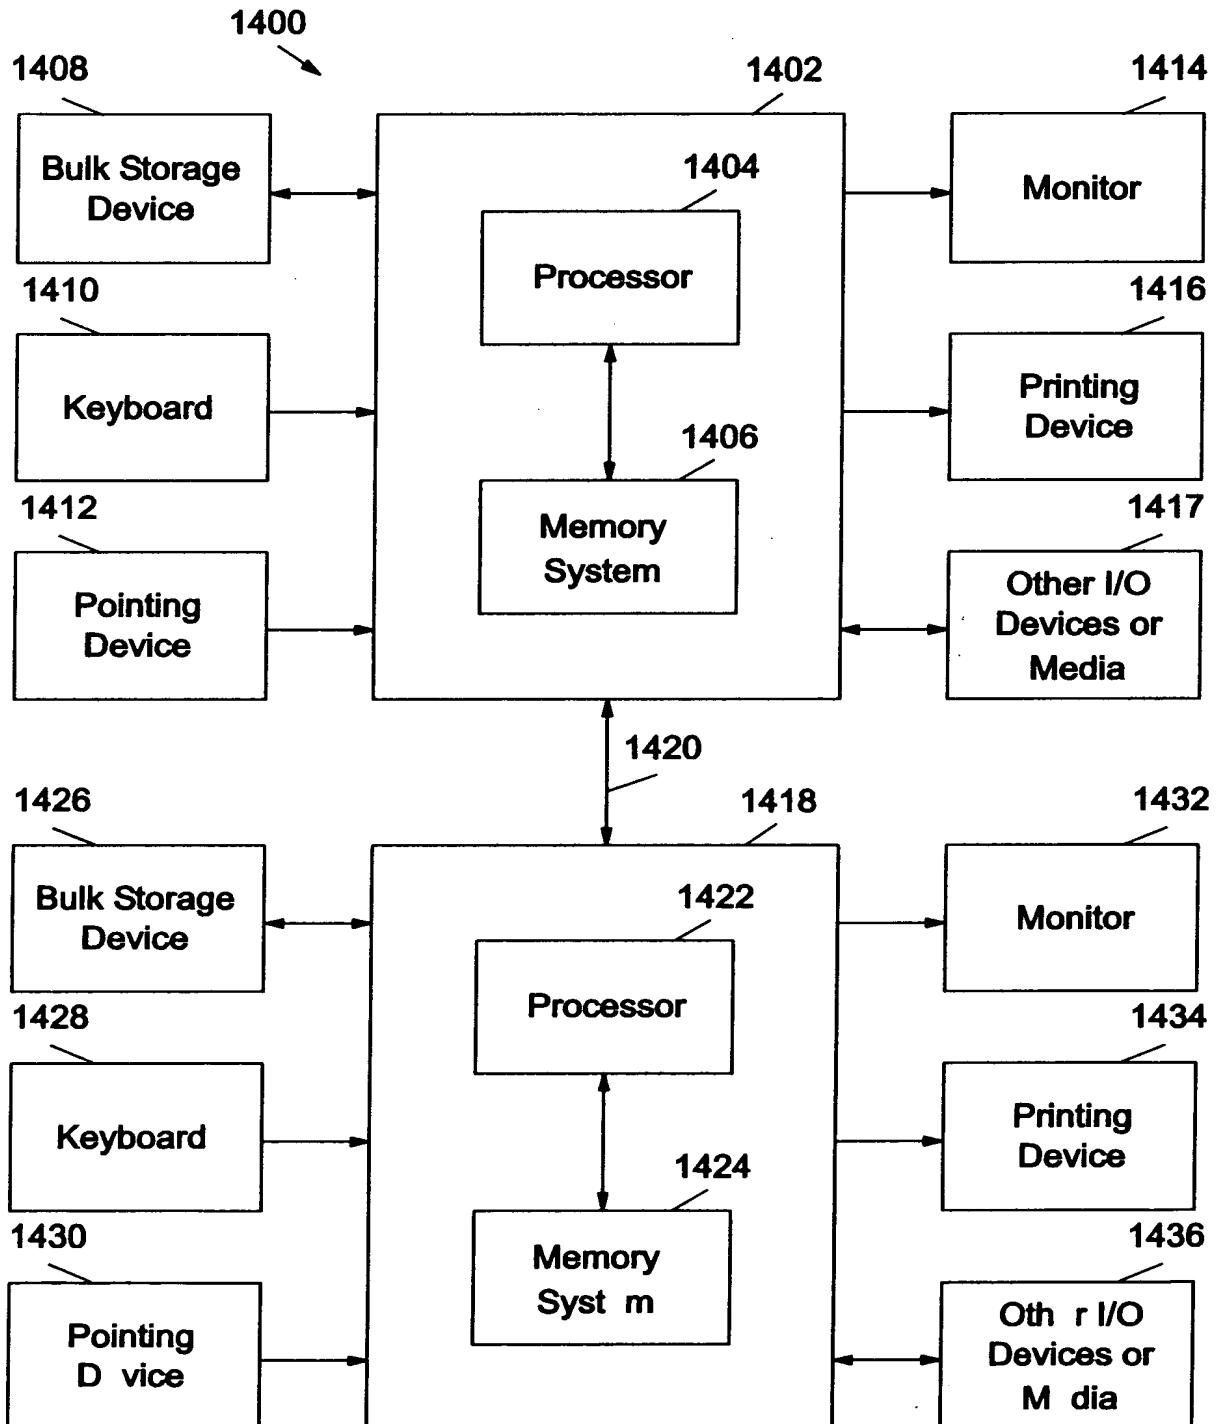 1400
1408
1402
1414
Bulk Storage
Device
1404
Processor
Monitor
1410
1416
Keyboard
1406
Memory
System
Printing
Device
1412
1417
Pointing
Device
Other I/O
Devices or
Media
1420
1426
1418
1432
Bulk Storage
Device
1422
Processor
Monitor
1428
1434
Keyboard
1424
Memory
Syst m
Printing
Device
1430
1436
Pointing
D vice
Oth r I/O
Devices or
M dia